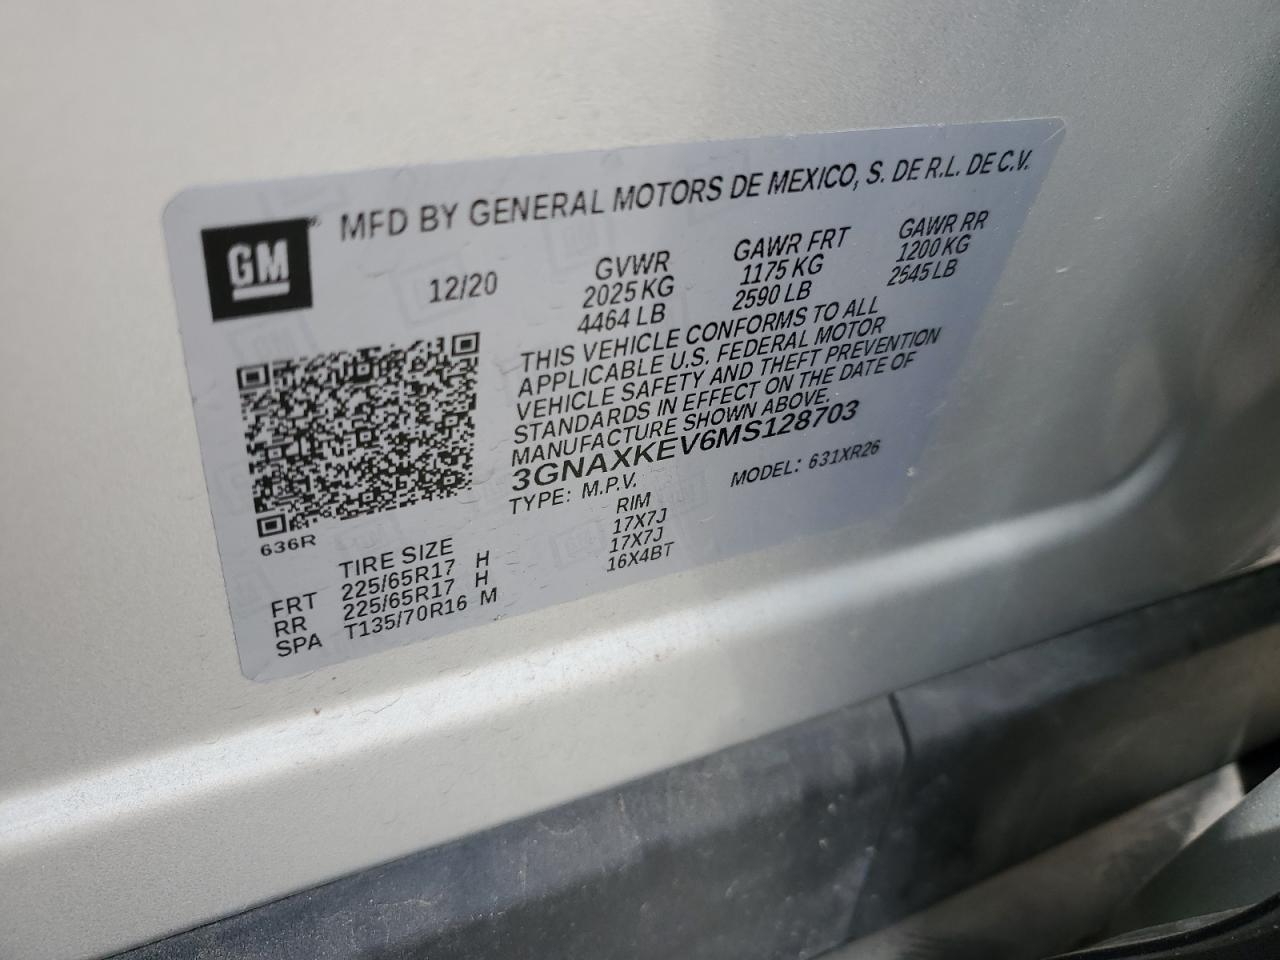 GM
MFD BY GENERAL MOTORS DE MEXICO, S. DE R.L. DE C.V.
12/20 GVWR GAWR FRT GAWR RR
2025 KG 1175 KG 1200 KG
4464 LB 2590 LB 2645 LB
THIS VEHICLE CONFORMS TO ALL
APPLICABLE U.S. FEDERAL MOTOR
VEHICLE SAFETY AND THEFT PREVENTION
STANDARDS IN EFFECT ON THE DATE OF
MANUFACTURE SHOWN ABOVE.
3GNAXKEV6MS128703
TYPE: M.P.V. MODEL: 631XR26
636R
TIRE SIZE RIM
FRT 225/65R17 H 17X7J
RR 225/65R17 H 17X7J
SPA T135/70R16 M 16X4BT